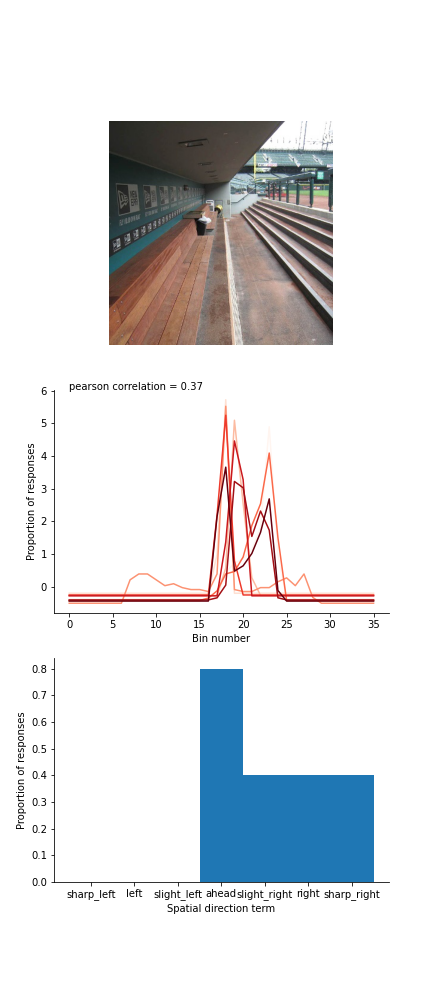 pearson correlation = 0.37
6
5
4
3
2
1
0
Proportion of responses
0 5 10 15 20 25 30 35
Bin number
0.8
0.7
0.6
0.5
0.4
0.3
0.2
0.1
0.0
Proportion of responses
sharp_left left slight_left ahead slight_right right sharp_right
Spatial direction term